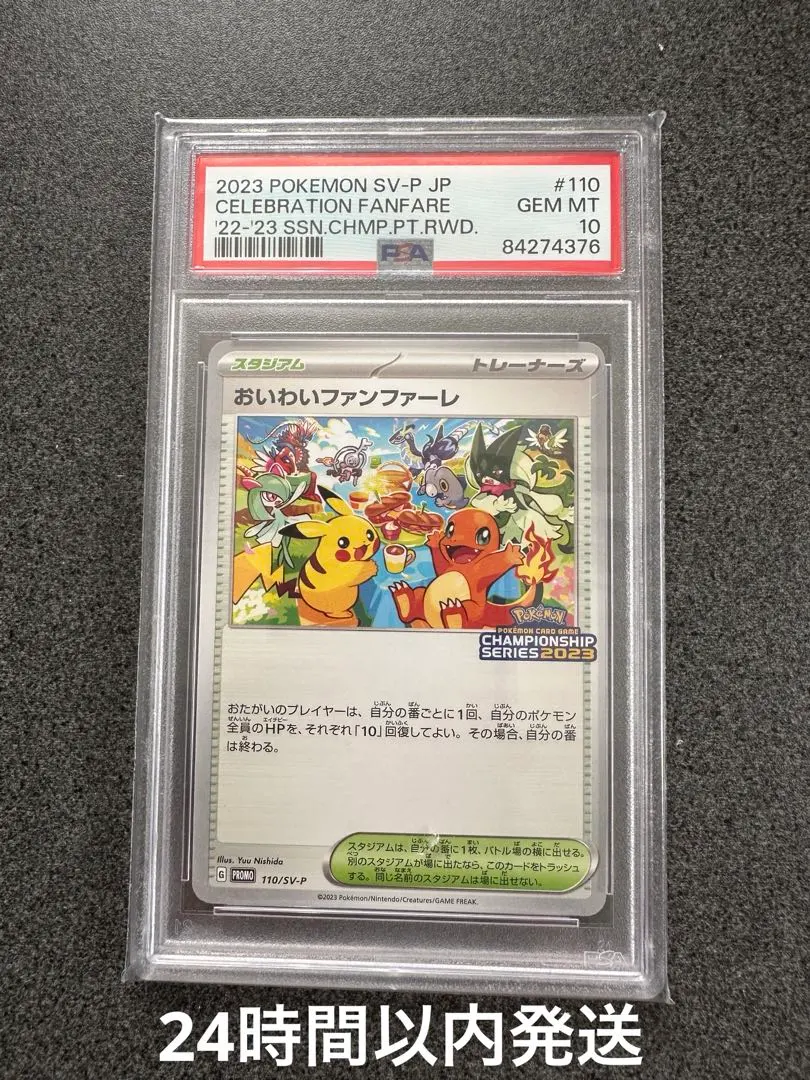 2023 POKEMON SV-P JP #110
CELEBRATION FANFARE GEM MT
'22-'23 SSN.CHMP.PT.RWD. 10
PSA 84274376
スタジアム トレーナーズ
おいわいファンファーレ
POKÉMON
POKÉMON CARD GAME
CHAMPIONSHIP
SERIES 2023
おたがいのプレイヤーは、自分の番ごとに1回、自分のポケモン
全員のHPを、それぞれ「10」回復してよい。その場合、自分の番
は終わる。
スタジアムは、自分の番に1枚、バトル場の横に出せる。
別のスタジアムが場に出たなら、このカードをトラッシュ
する。同じ名前のスタジアムは場に出せない。
Illus. Yuu Nishida
G PROMO 110/SV-P
©2023 Pokémon/Nintendo/Creatures/GAME FREAK.
PSA
24時間以内発送